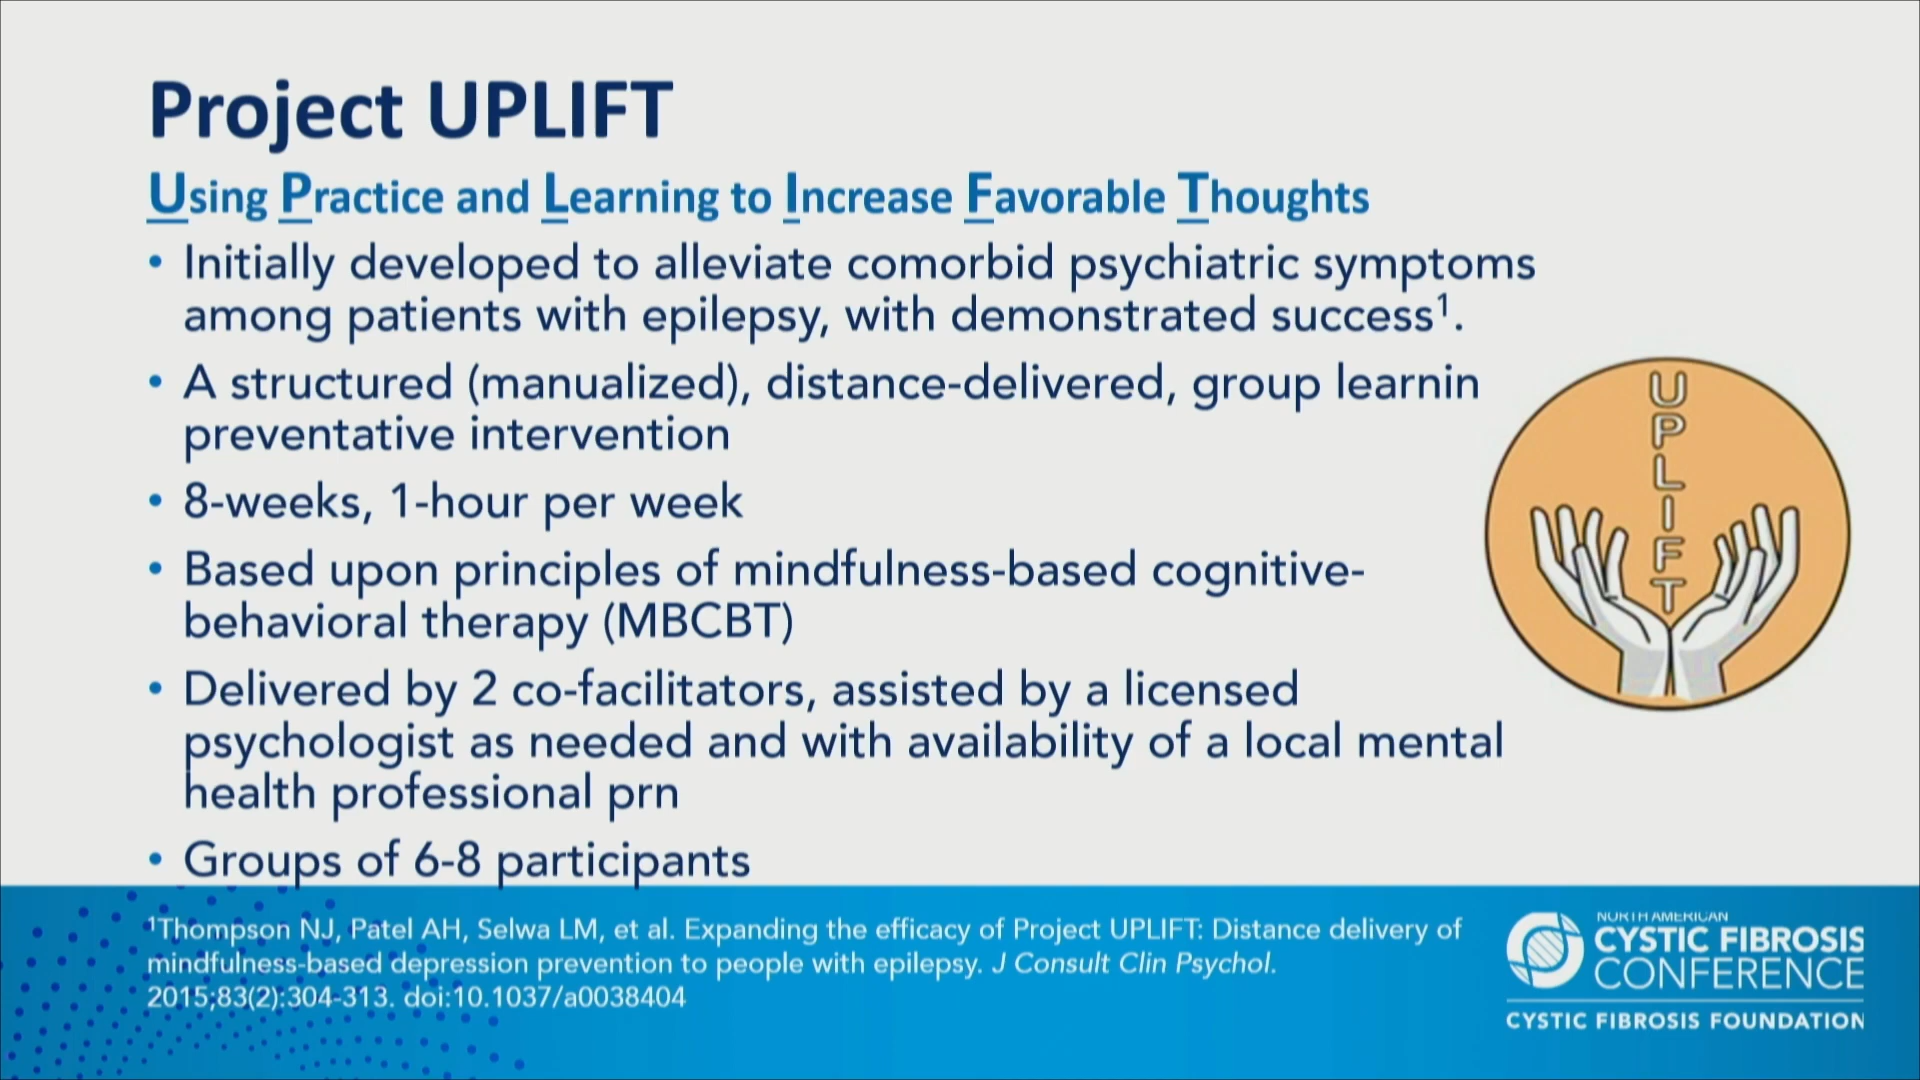 Project UPLIFT
Using Practice and Learning to Increase Favorable Thoughts
• Initially developed to alleviate comorbid psychiatric symptoms
among patients with epilepsy, with demonstrated success¹.
• A structured (manualized), distance-delivered, group learnin
preventative intervention
• 8-weeks, 1-hour per week
• Based upon principles of mindfulness-based cognitive-
behavioral therapy (MBCBT)
• Delivered by 2 co-facilitators, assisted by a licensed
psychologist as needed and with availability of a local mental
health professional prn
• Groups of 6-8 participants
U
P
L
I
F
T
¹Thompson NJ, Patel AH, Selwa LM, et al. Expanding the efficacy of Project UPLIFT: Distance delivery of
mindfulness-based depression prevention to people with epilepsy. J Consult Clin Psychol.
2015;83(2):304-313. doi:10.1037/a0038404
NORTH AMERICAN
CYSTIC FIBROSIS
CONFERENCE
CYSTIC FIBROSIS FOUNDATION